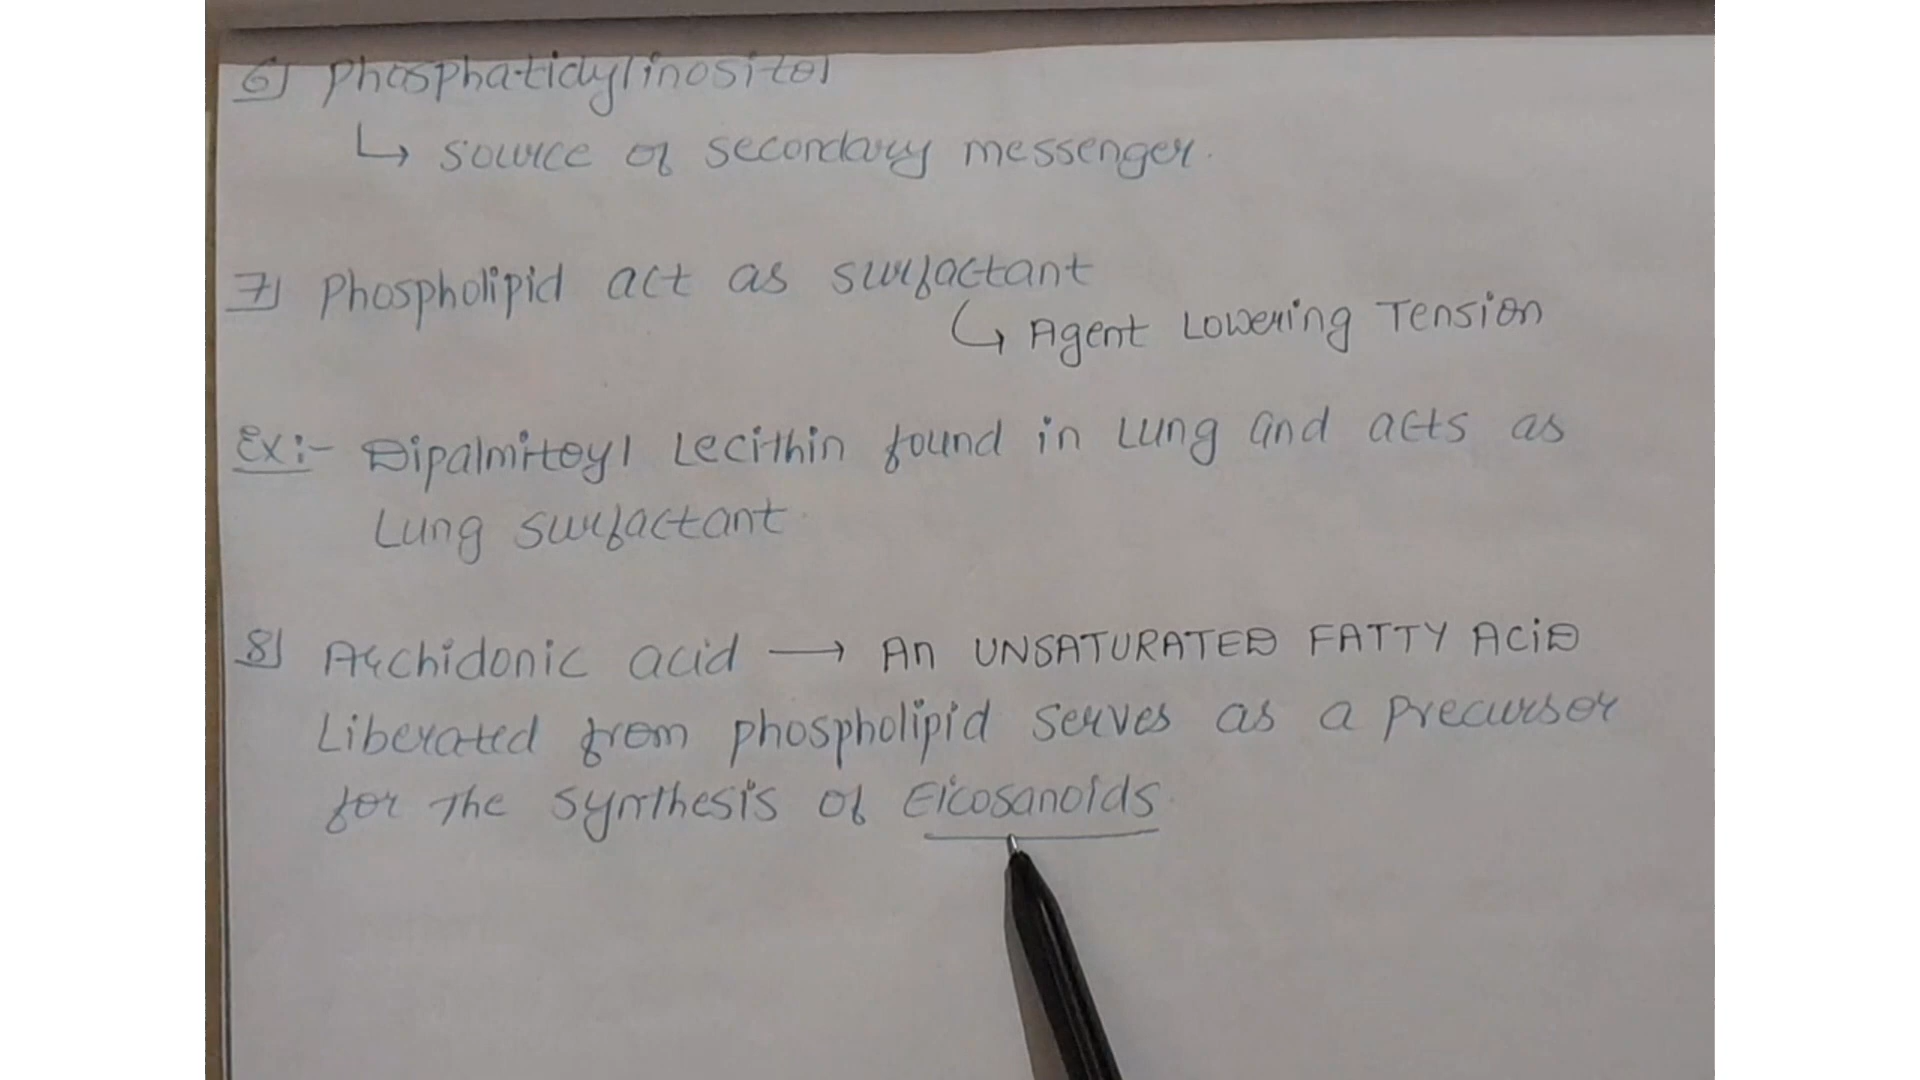 6) Phosphatidylinositol
↳ source of secondary messenger.
7) Phospholipid act as surfactant
↳ Agent Lowering Tension
Ex:- Dipalmitoyl Lecithin found in Lung and acts as
Lung surfactant
8) Archidonic acid → An UNSATURATED FATTY ACiD
Liberated from phospholipid serves as a precursor
for The synthesis of Eicosanoids